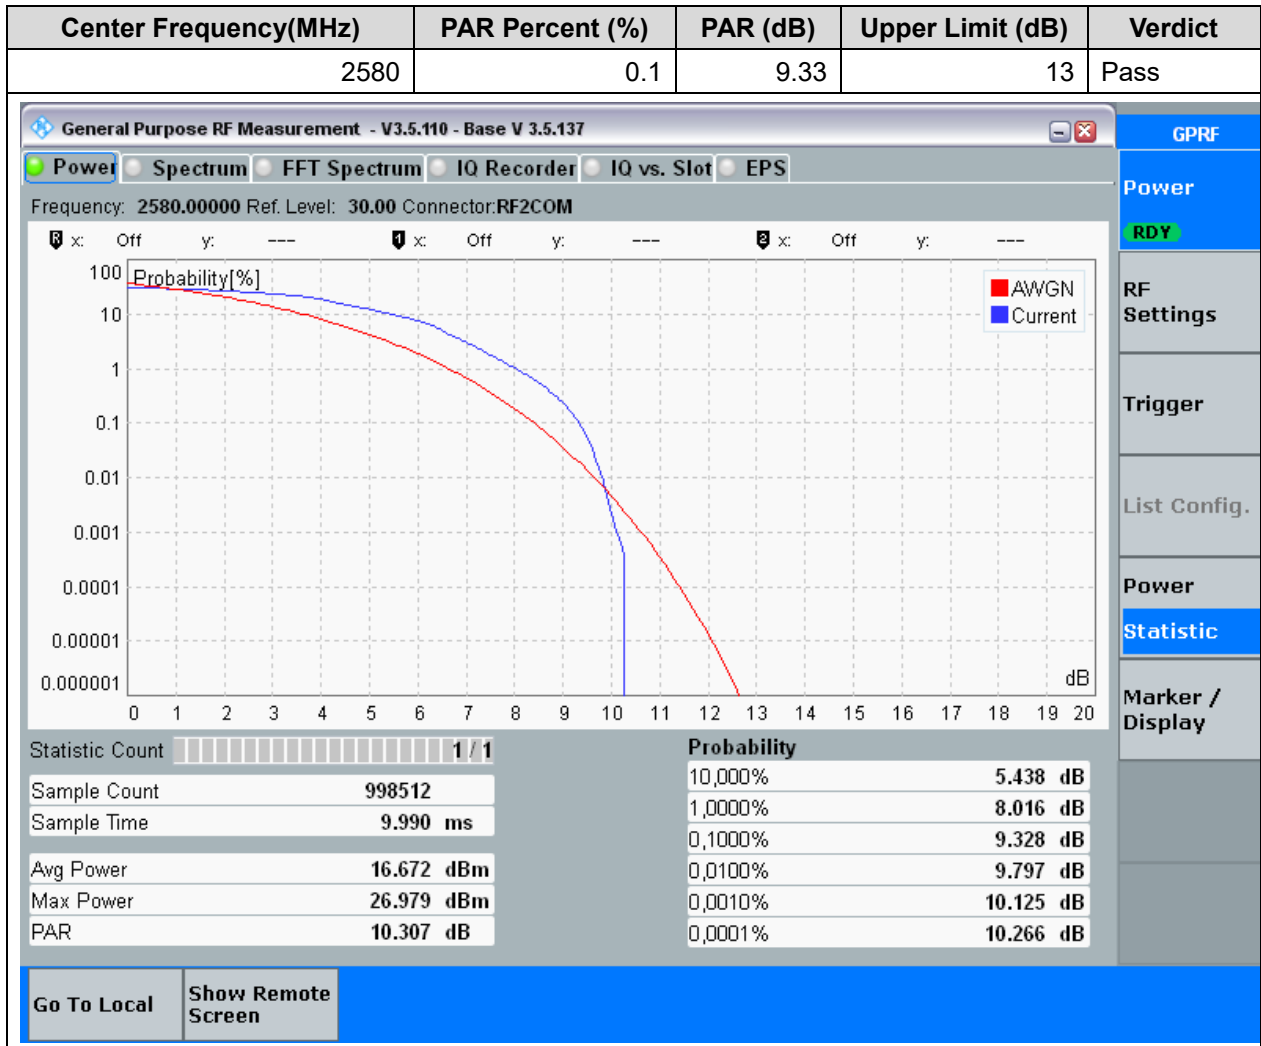 Center Frequency(MHz) PAR Percent (%) PAR (dB) Upper Limit (dB) Verdict
2580 0.1 9.33 13 Pass
General Purpose RF Measurement - V3.5.110 - Base V 3.5.137
GPRF
Power Spectrum FFT Spectrum IQ Recorder IQ vs. Slot EPS
Frequency: 2580.00000 Ref. Level: 30.00 Connector:RF2COM
R x: Off y: --- 1 x: Off y: --- 2 x: Off y: ---
Probability[%]
AWGN
Current
100
10
1
0.1
0.01
0.001
0.0001
0.00001
0.000001
dB
0 1 2 3 4 5 6 7 8 9 10 11 12 13 14 15 16 17 18 19 20
Statistic Count 1 / 1
Sample Count 998512
Sample Time 9.990 ms
Avg Power 16.672 dBm
Max Power 26.979 dBm
PAR 10.307 dB
Probability
10,000% 5.438 dB
1,0000% 8.016 dB
0,1000% 9.328 dB
0,0100% 9.797 dB
0,0010% 10.125 dB
0,0001% 10.266 dB
Power
RDY
RF
Settings
Trigger
List Config.
Power
Statistic
Marker /
Display
Go To Local
Show Remote
Screen